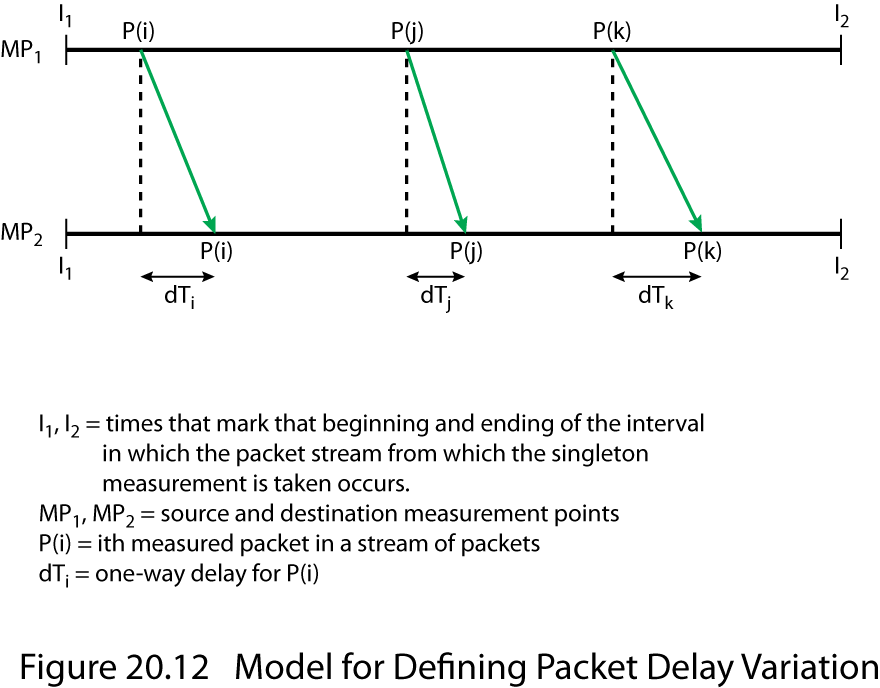 I₁ I₂
P(i) P(j) P(k)
MP₁
MP₂
P(i) P(j) P(k)
I₁ I₂
dTᵢ dTⱼ dTₖ
I₁, I₂ = times that mark that beginning and ending of the interval
in which the packet stream from which the singleton
measurement is taken occurs.
MP₁, MP₂ = source and destination measurement points
P(i) = ith measured packet in a stream of packets
dTᵢ = one-way delay for P(i)
Figure 20.12 Model for Defining Packet Delay Variation